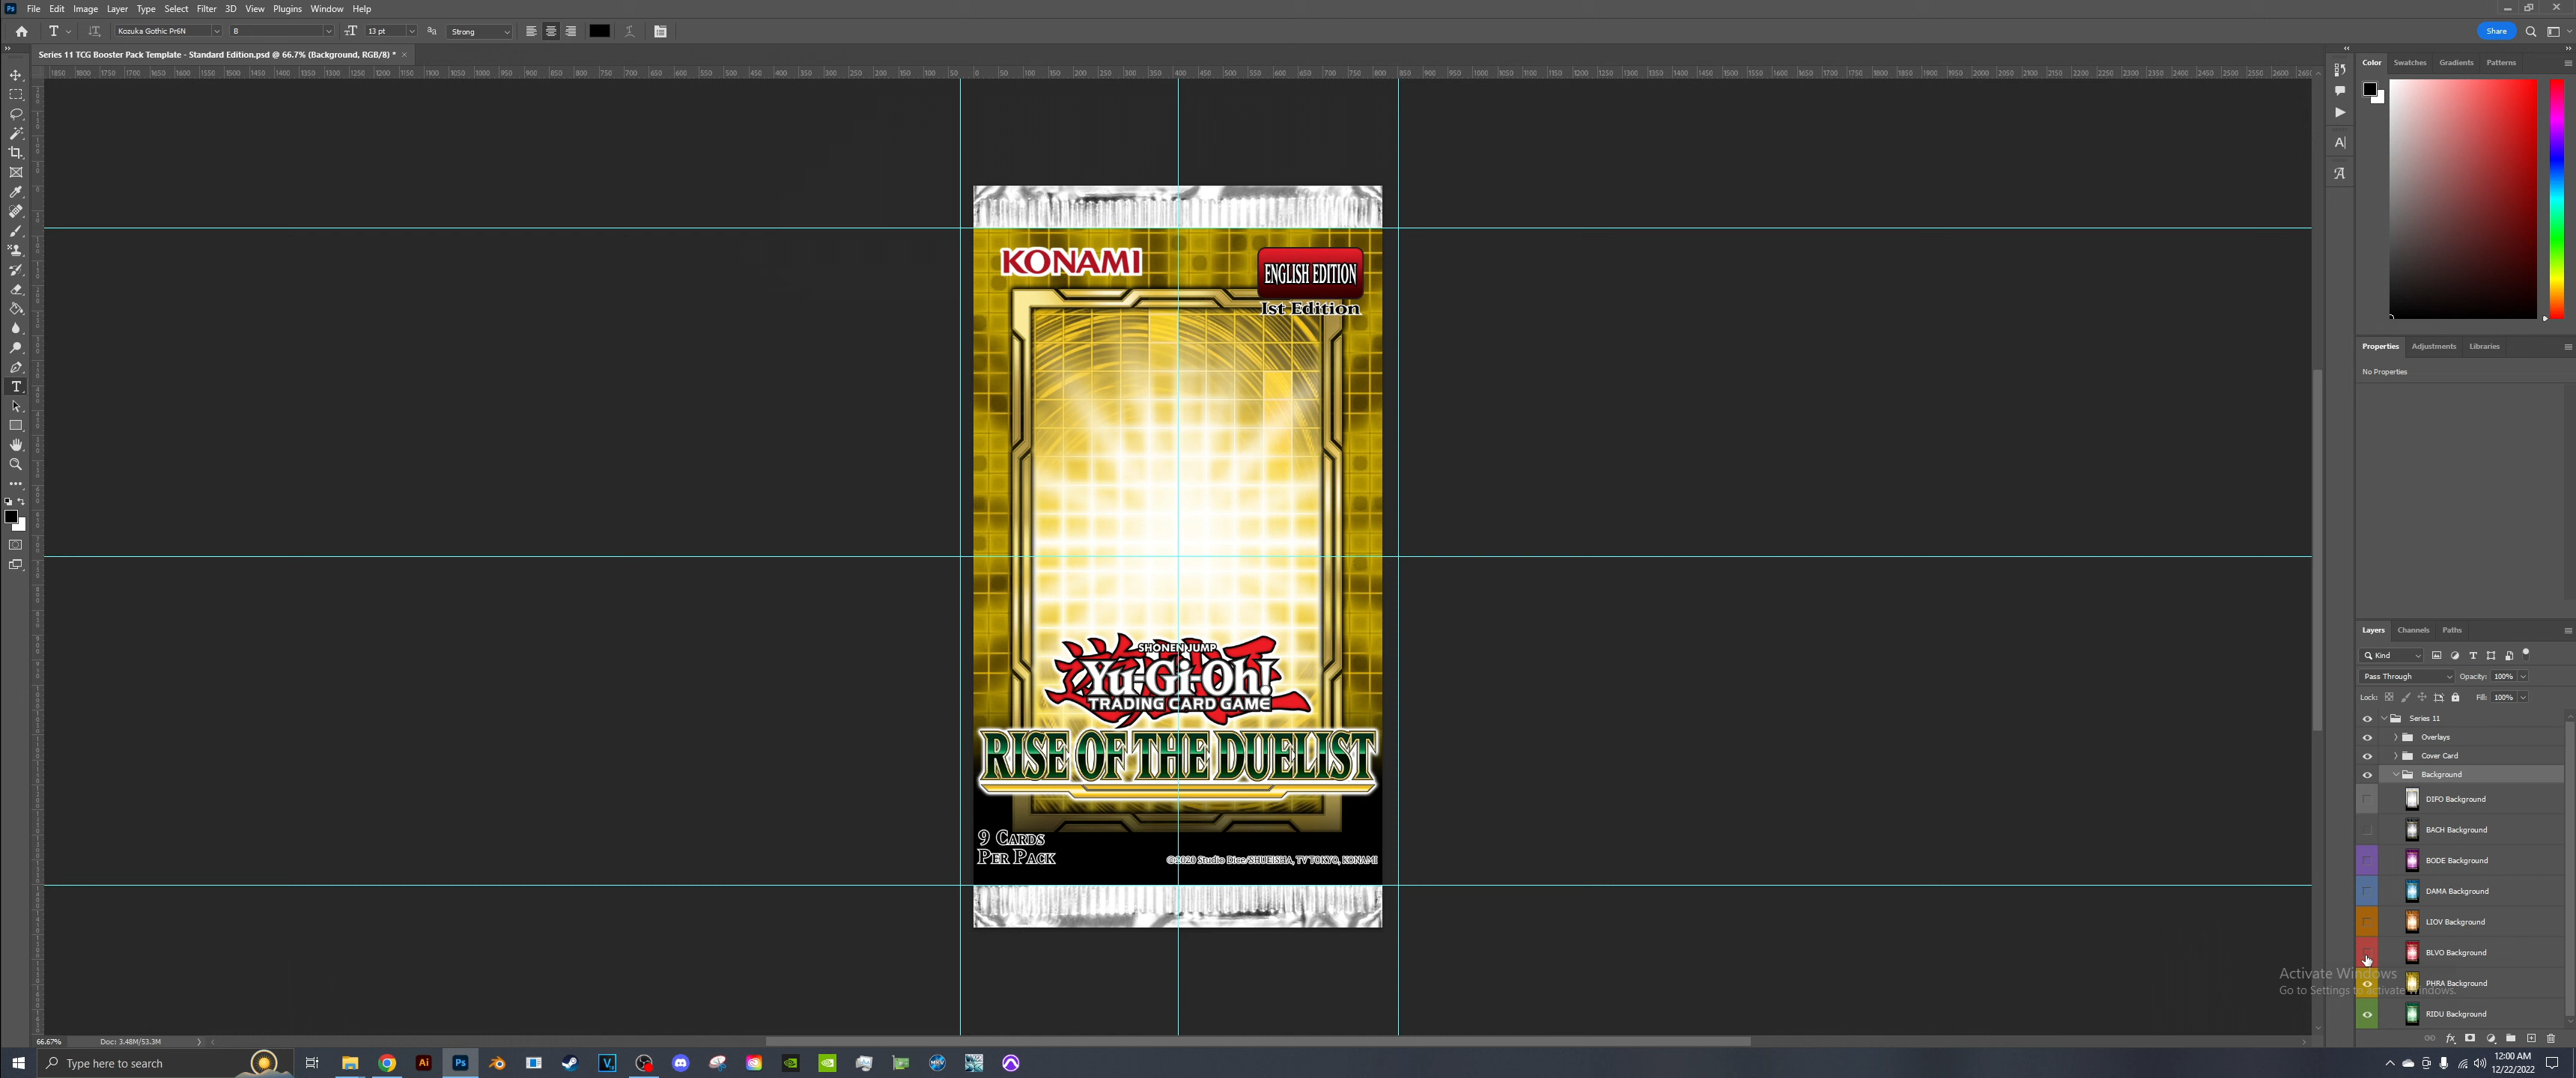 File Edit Image Layer Type Select Filter 3D View Plugins Window Help
Kozuka Gothic Pr6N B 13 pt Strong Share
Series 11 TCG Booster Pack Template - Standard Edition.psd @ 66.7% (Background, RGB/8) *
Color Swatches Gradients Patterns
KONAMI
ENGLISH EDITION
1st Edition
SHONEN JUMP
Yu-Gi-Oh!
TRADING CARD GAME
RISE OF THE DUELIST
9 CARDS
PER PACK
©2020 Studio Dice/SHUEISHA, TV TOKYO, KONAMI
Properties Adjustments Libraries
No Properties
Layers Channels Paths
Kind
Pass Through Opacity: 100%
Lock: Fill: 100%
Series 11
Overlays
Cover Card
Background
DIFO Background
BACH Background
BODE Background
DAMA Background
LIOV Background
BLVO Background
PHRA Background
RIDU Background
Activate Windows
Go to Settings to activate Windows.
66.67% Doc: 3.48M/53.3M
Type here to search
12:00 AM
12/22/2022